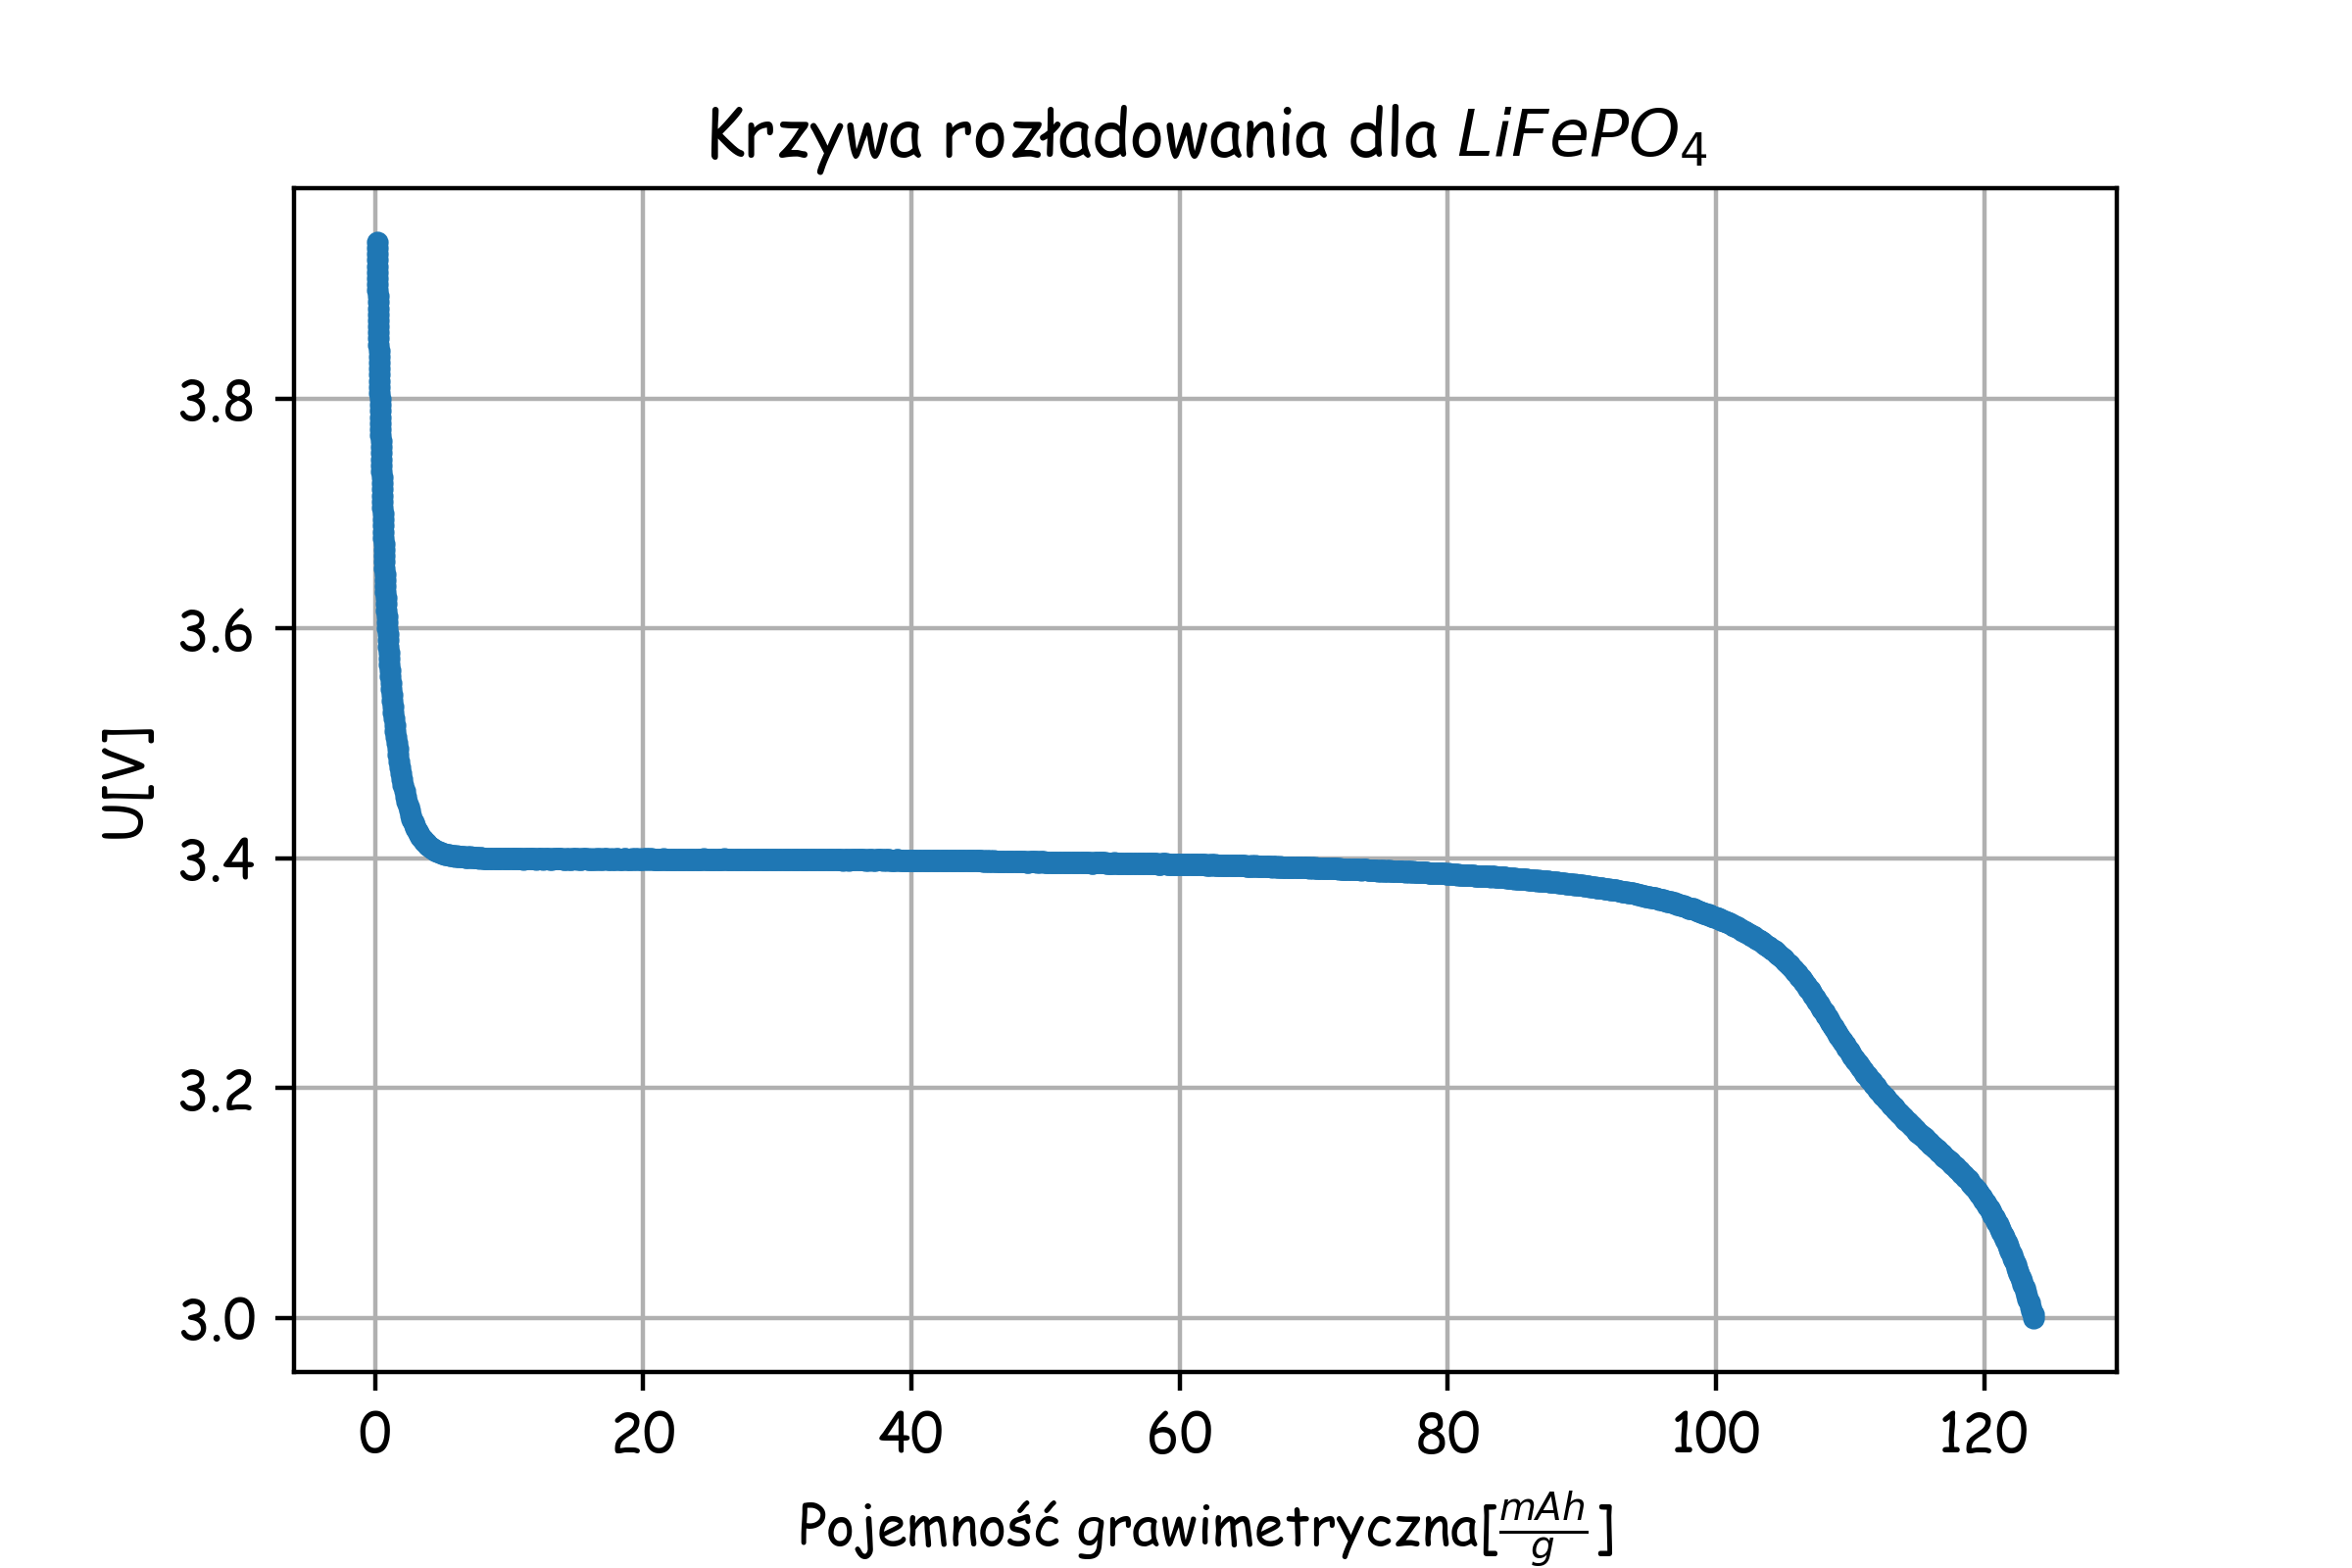 Krzywa rozładowania dla LiFePO₄
U[V]
3.8
3.6
3.4
3.2
3.0
0 20 40 60 80 100 120
Pojemność grawimetryczna[mAh/g]